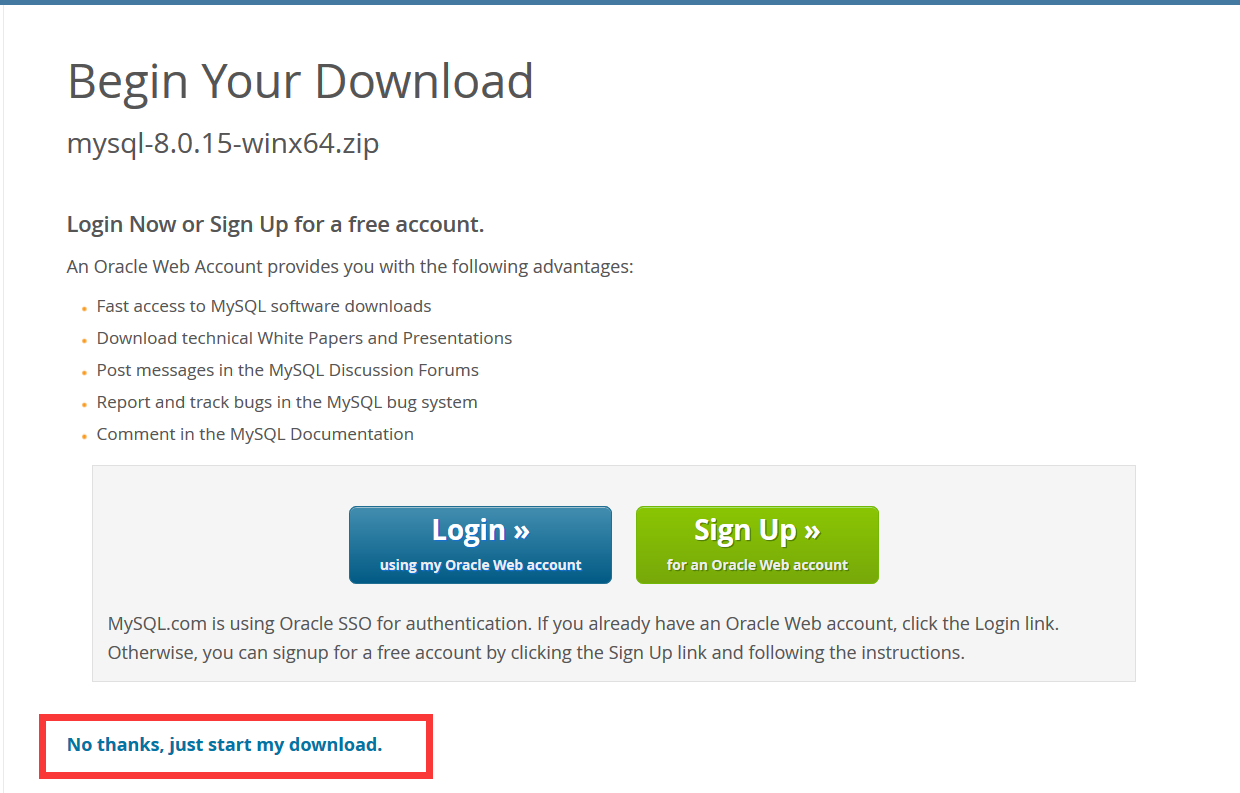 Begin Your Download
mysql-8.0.15-winx64.zip
Login Now or Sign Up for a free account.
An Oracle Web Account provides you with the following advantages:
Fast access to MySQL software downloads
Download technical White Papers and Presentations
Post messages in the MySQL Discussion Forums
Report and track bugs in the MySQL bug system
Comment in the MySQL Documentation
Login »
using my Oracle Web account
Sign Up »
for an Oracle Web account
MySQL.com is using Oracle SSO for authentication. If you already have an Oracle Web account, click the Login link.
Otherwise, you can signup for a free account by clicking the Sign Up link and following the instructions.
No thanks, just start my download.